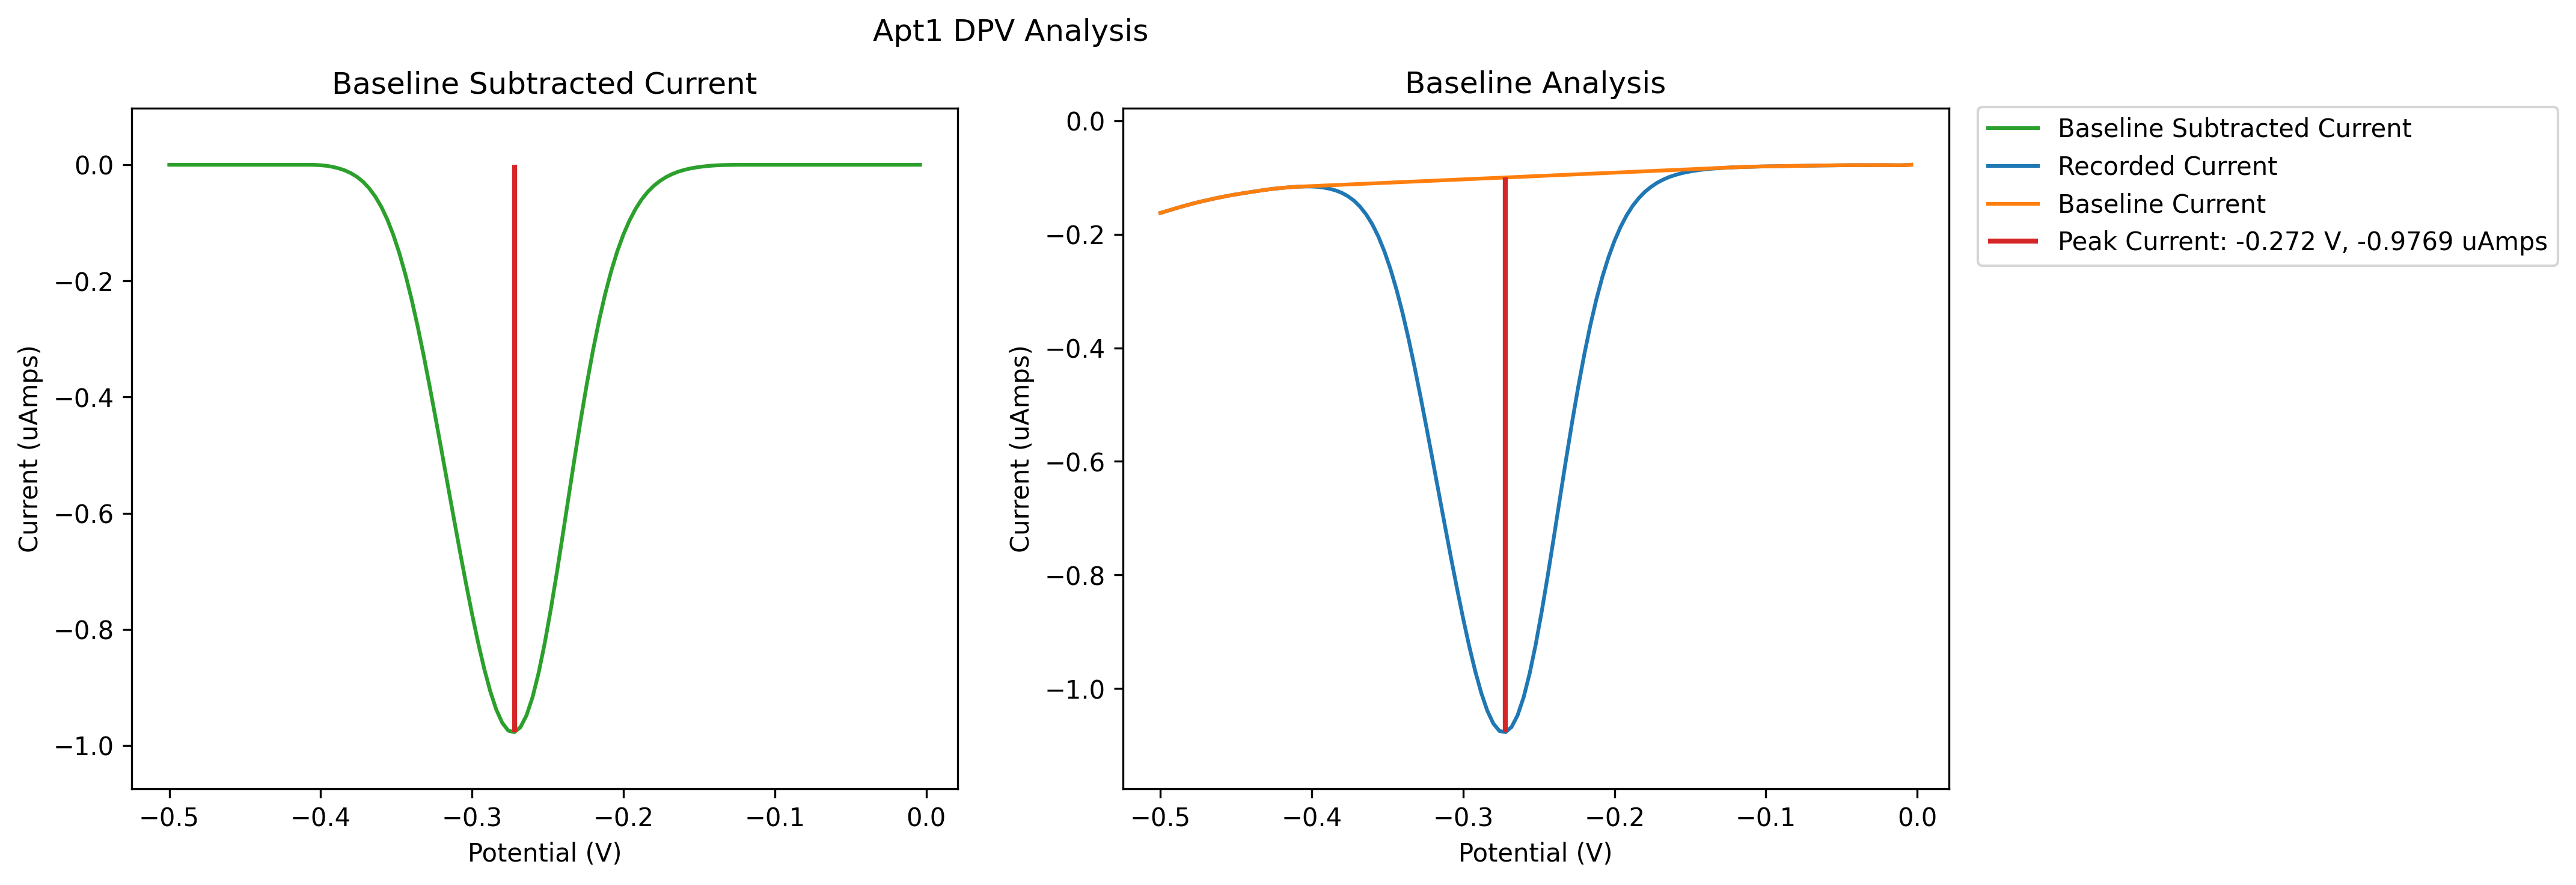 Apt1 DPV Analysis
Baseline Subtracted Current
Current (uAmps)
0.0
−0.2
−0.4
−0.6
−0.8
−1.0
−0.5 −0.4 −0.3 −0.2 −0.1 0.0
Potential (V)
Baseline Analysis
Current (uAmps)
0.0
−0.2
−0.4
−0.6
−0.8
−1.0
−0.5 −0.4 −0.3 −0.2 −0.1 0.0
Potential (V)
Baseline Subtracted Current
Recorded Current
Baseline Current
Peak Current: -0.272 V, -0.9769 uAmps